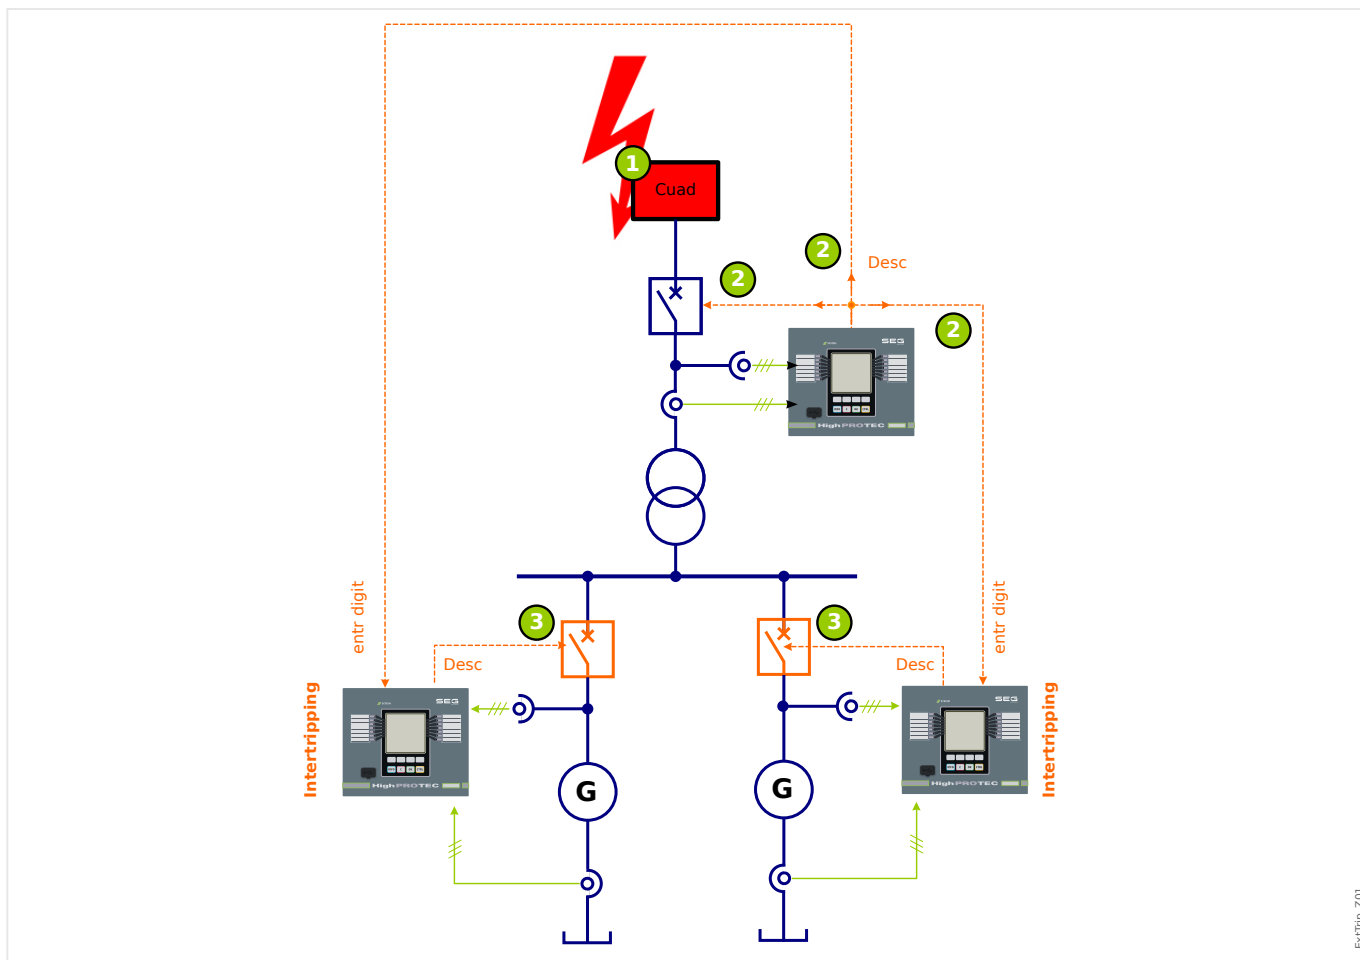 1
Cuad
2
Desc
2
2
SEG
HighPROTEC
entr digit
entr digit
3
3
Desc
Desc
Intertripping
SEG
HighPROTEC
SEG
HighPROTEC
Intertripping
G
G
ExtTrip_Z01